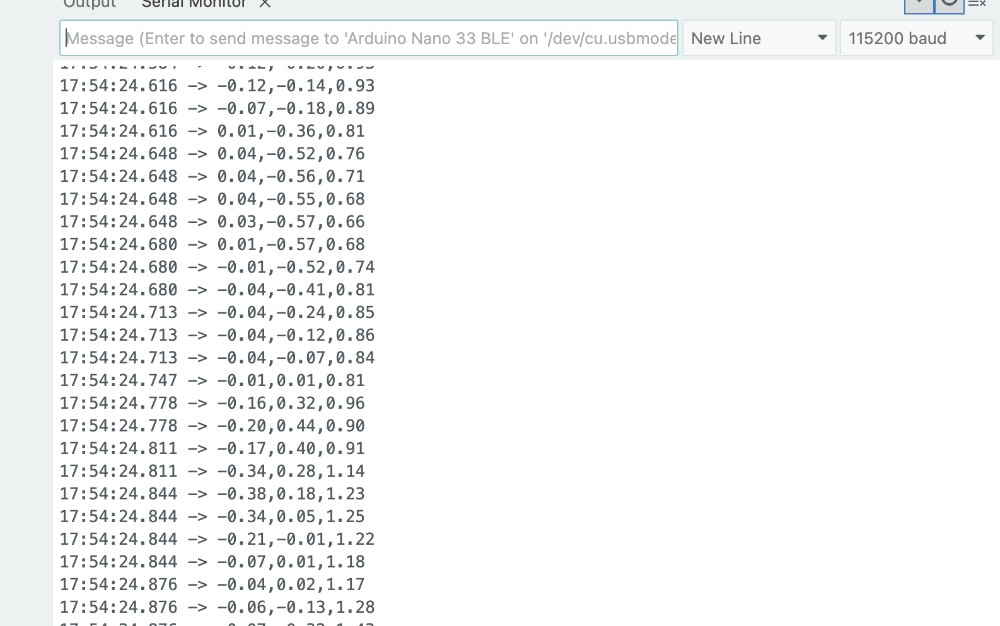 Output Serial Monitor ×
Message (Enter to send message to 'Arduino Nano 33 BLE' on '/dev/cu.usbmode New Line 115200 baud
17:54:24.616 -> -0.12,-0.14,0.93
17:54:24.616 -> -0.07,-0.18,0.89
17:54:24.616 -> 0.01,-0.36,0.81
17:54:24.648 -> 0.04,-0.52,0.76
17:54:24.648 -> 0.04,-0.56,0.71
17:54:24.648 -> 0.04,-0.55,0.68
17:54:24.648 -> 0.03,-0.57,0.66
17:54:24.680 -> 0.01,-0.57,0.68
17:54:24.680 -> -0.01,-0.52,0.74
17:54:24.680 -> -0.04,-0.41,0.81
17:54:24.713 -> -0.04,-0.24,0.85
17:54:24.713 -> -0.04,-0.12,0.86
17:54:24.713 -> -0.04,-0.07,0.84
17:54:24.747 -> -0.01,0.01,0.81
17:54:24.778 -> -0.16,0.32,0.96
17:54:24.778 -> -0.20,0.44,0.90
17:54:24.811 -> -0.17,0.40,0.91
17:54:24.811 -> -0.34,0.28,1.14
17:54:24.844 -> -0.38,0.18,1.23
17:54:24.844 -> -0.34,0.05,1.25
17:54:24.844 -> -0.21,-0.01,1.22
17:54:24.844 -> -0.07,0.01,1.18
17:54:24.876 -> -0.04,0.02,1.17
17:54:24.876 -> -0.06,-0.13,1.28